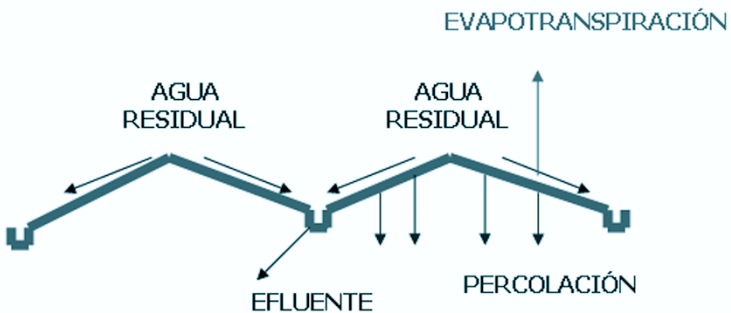 EVAPOTRANSPIRACIÓN
AGUA
RESIDUAL
AGUA
RESIDUAL
EFLUENTE
PERCOLACIÓN